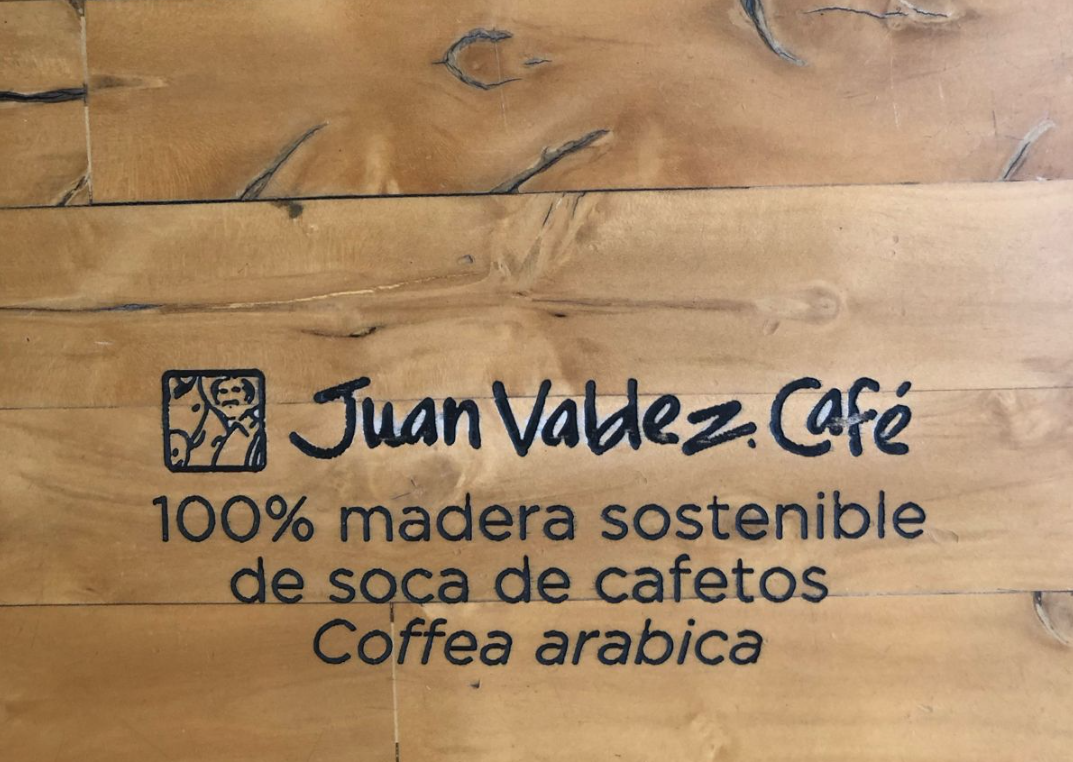 Juan Valdez. Café
100% madera sostenible
de soca de cafetos
Coffea arabica